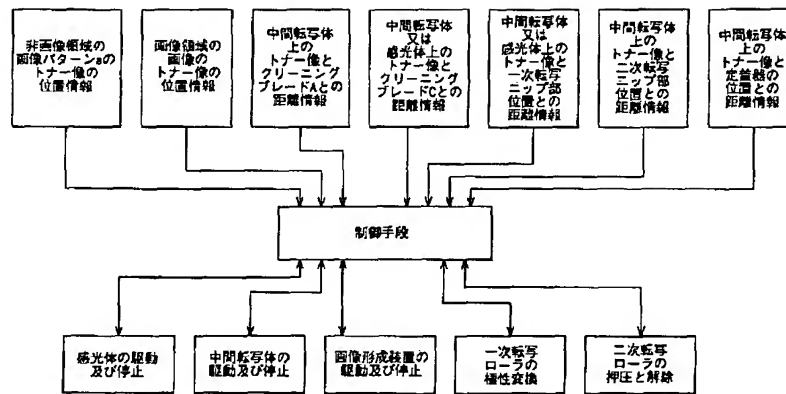 非画像領域の
画像パターンaの
トナー像の
位置情報
画像領域の
画像の
トナー像の
位置情報
中間転写体
上の
トナー像と
クリーニング
ブレードAとの
距離情報
中間転写体
又は
感光体上の
トナー像と
クリーニング
ブレードCとの
距離情報
中間転写体
又は
感光体上の
トナー像と
一次転写
ニップ部
位置との
距離情報
中間転写体
上の
トナー像と
二次転写
ニップ部
位置との
距離情報
中間転写体
上の
トナー像と
定着器の
位置との
距離情報
制御手段
感光体の駆動
及び停止
中間転写体の
駆動及び停止
画像形成装置の
駆動及び停止
一次転写
ローラの
極性変換
二次転写
ローラの
押圧と解除